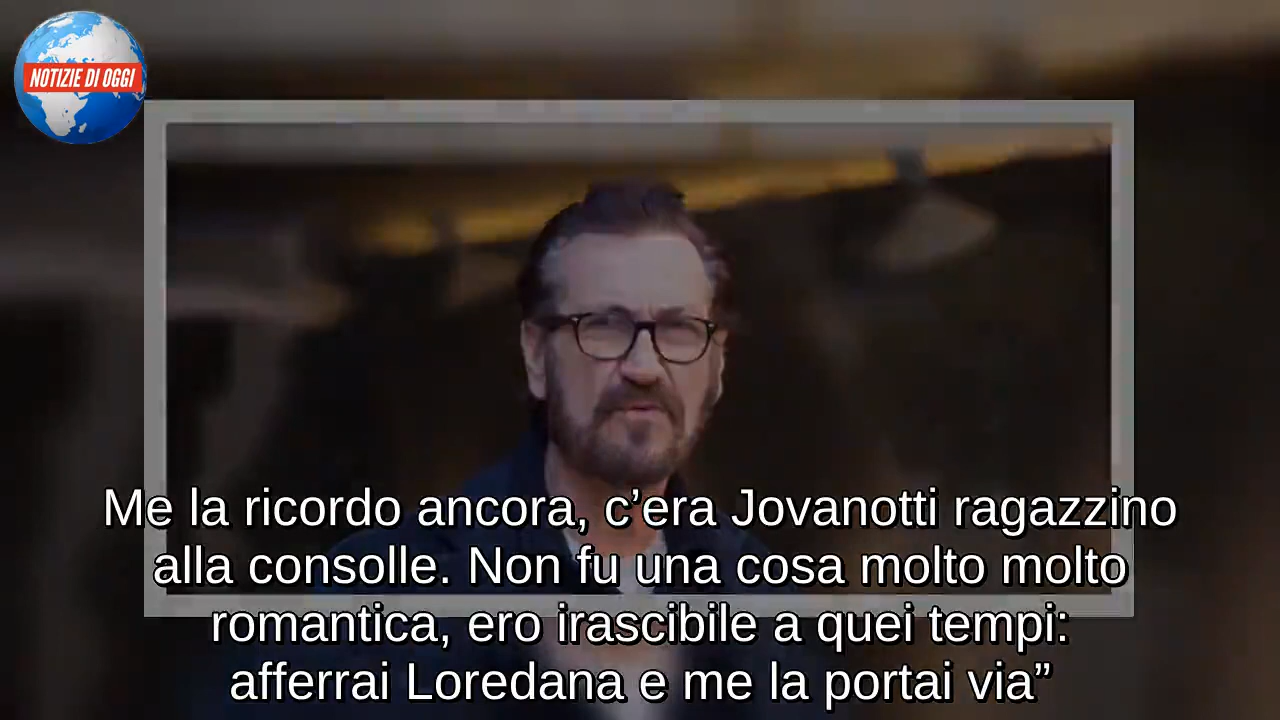 NOTIZIE DI OGGI
Me la ricordo ancora, c’era Jovanotti ragazzino
alla consolle. Non fu una cosa molto molto
romantica, ero irascibile a quei tempi:
afferrai Loredana e me la portai via”